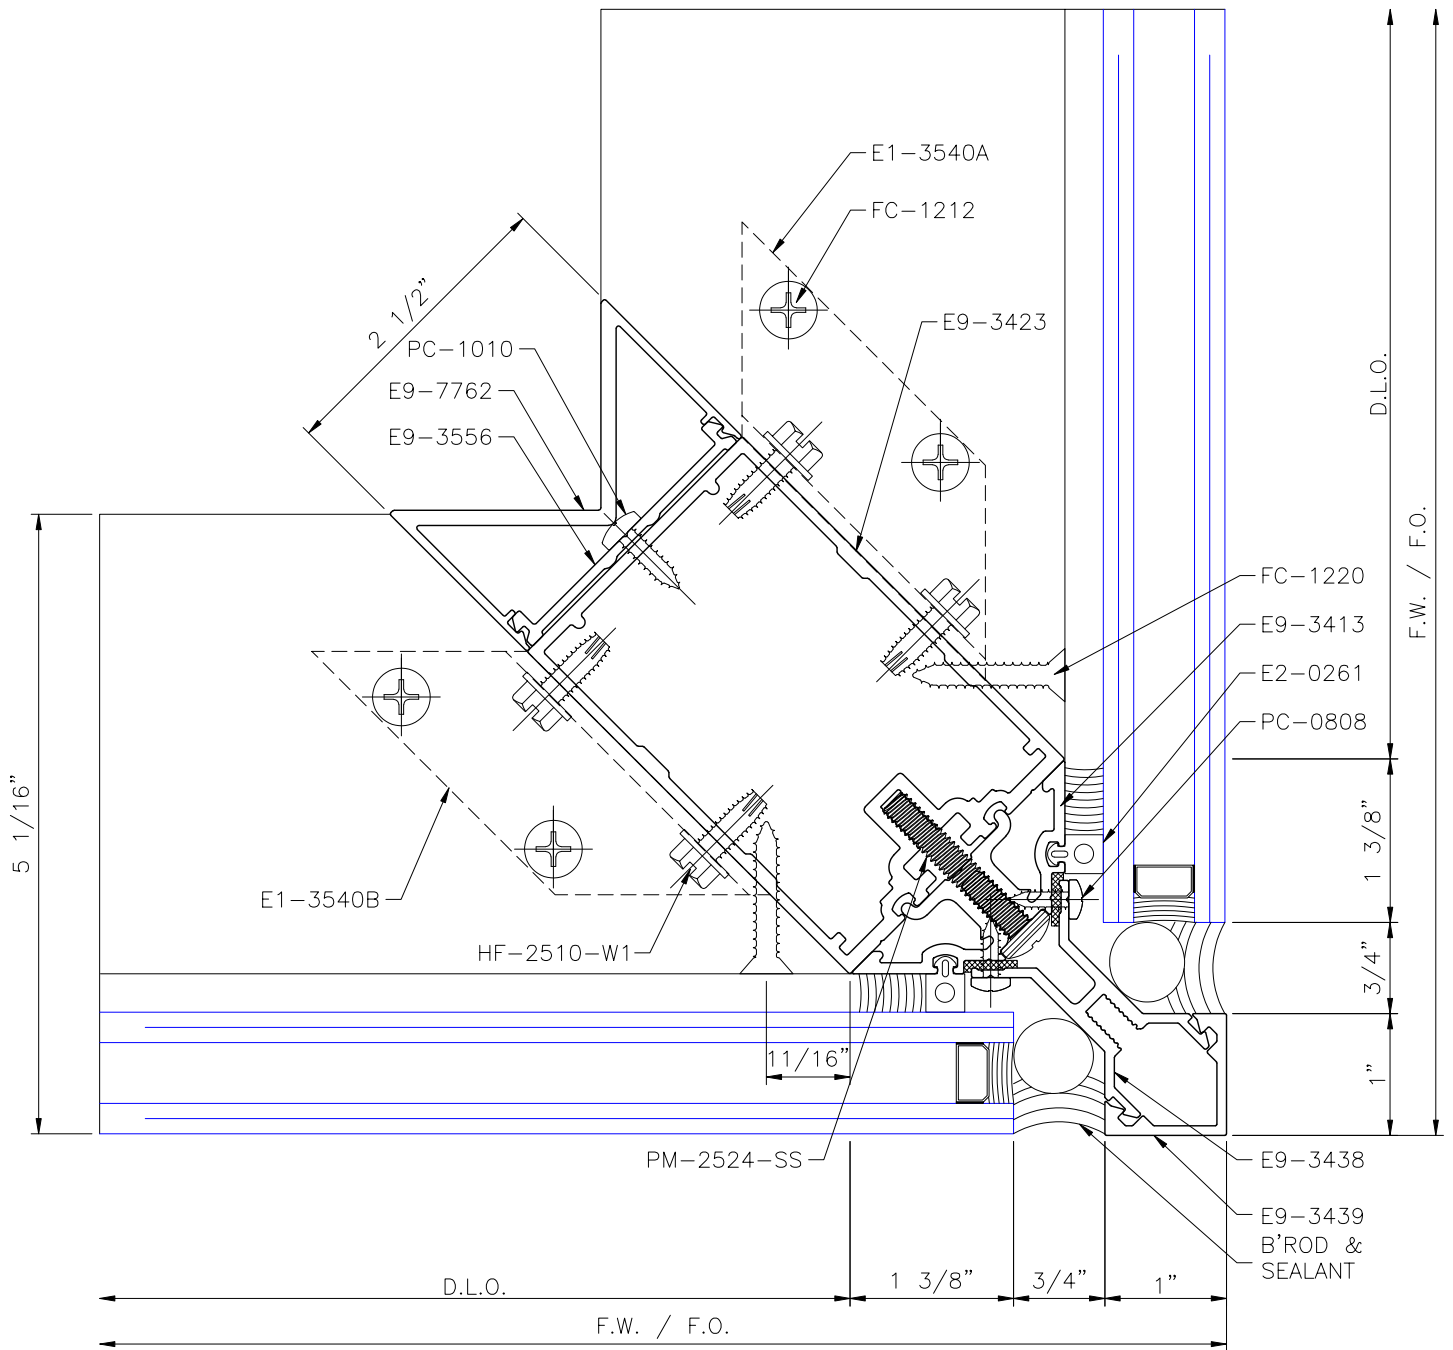 E1-3540A
FC-1212
2 1/2"
E9-3423
PC-1010
E9-7762
E9-3556
D.L.O.
F.W. / F.O.
FC-1220
E9-3413
E2-0261
PC-0808
5 1/16"
1 3/8"
E1-3540B
HF-2510-W1
3/4"
11/16"
1"
PM-2524-SS
E9-3438
E9-3439
B'ROD &
SEALANT
D.L.O.
1 3/8"
3/4"
1"
F.W. / F.O.